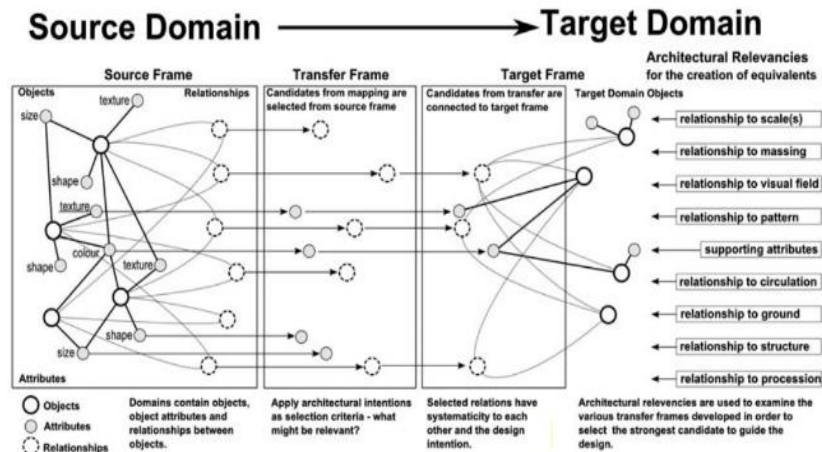 Source Domain
Target Domain
Architectural Relevancies
for the creation of equivalents
Source Frame
Transfer Frame
Target Frame
Objects
Relationships
Candidates from mapping are
selected from source frame
Candidates from transfer are
connected to target frame
Target Domain Objects
texture
size
shape
texture
shape
colour
texture
shape
size
Attributes
relationship to scale(s)
relationship to massing
relationship to visual field
relationship to pattern
supporting attributes
relationship to circulation
relationship to ground
relationship to structure
relationship to procession
Objects
Attributes
Relationships
Domains contain objects,
object attributes and
relationships between
objects.
Apply architectural intentions
as selection criteria - what
might be relevant?
Selected relations have
systematicity to each
other and the design
intention.
Architectural relevencies are used to examine the
various transfer frames developed in order to
select the strongest candidate to guide the
design.